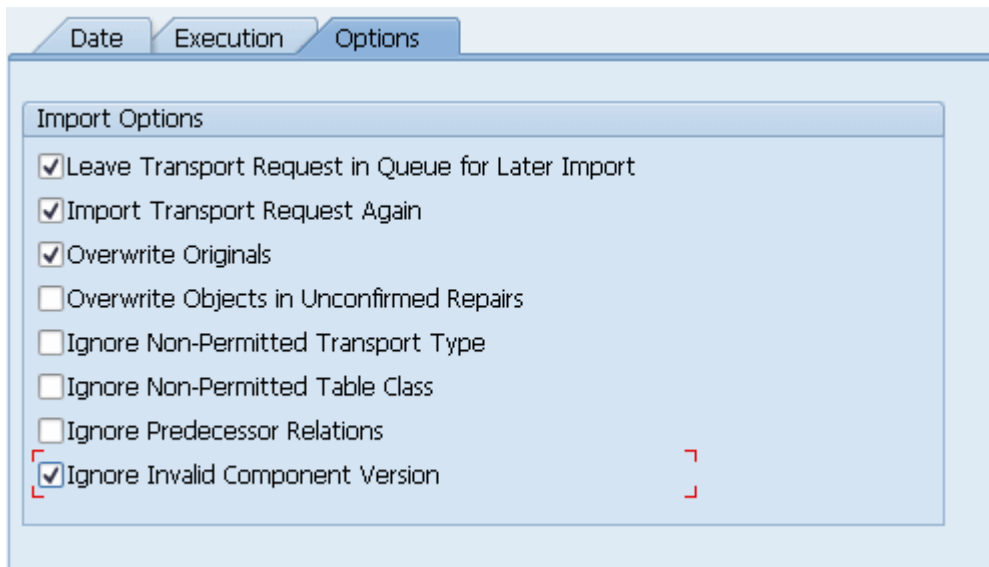 Date Execution Options
Import Options
Leave Transport Request in Queue for Later Import
Import Transport Request Again
Overwrite Originals
Overwrite Objects in Unconfirmed Repairs
Ignore Non-Permitted Transport Type
Ignore Non-Permitted Table Class
Ignore Predecessor Relations
Ignore Invalid Component Version